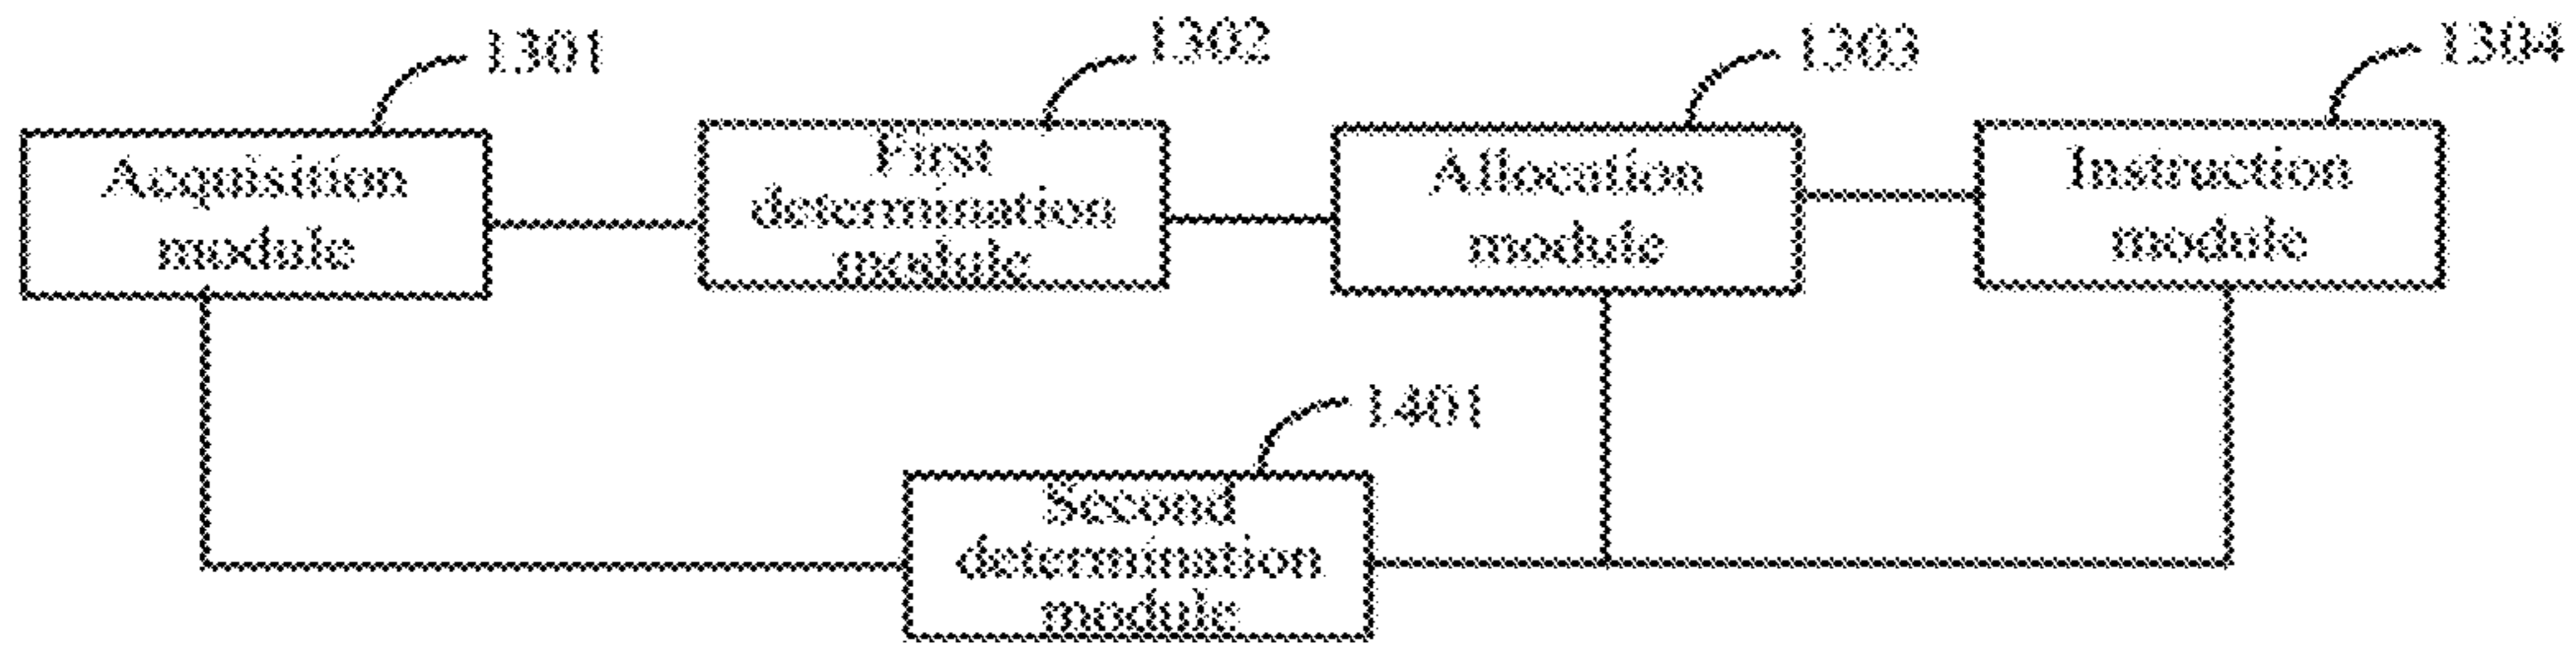 1301
1302
1303
1304
Acquisition
module
First
determination
module
Allocation
module
Instruction
module
1401
Second
determination
module